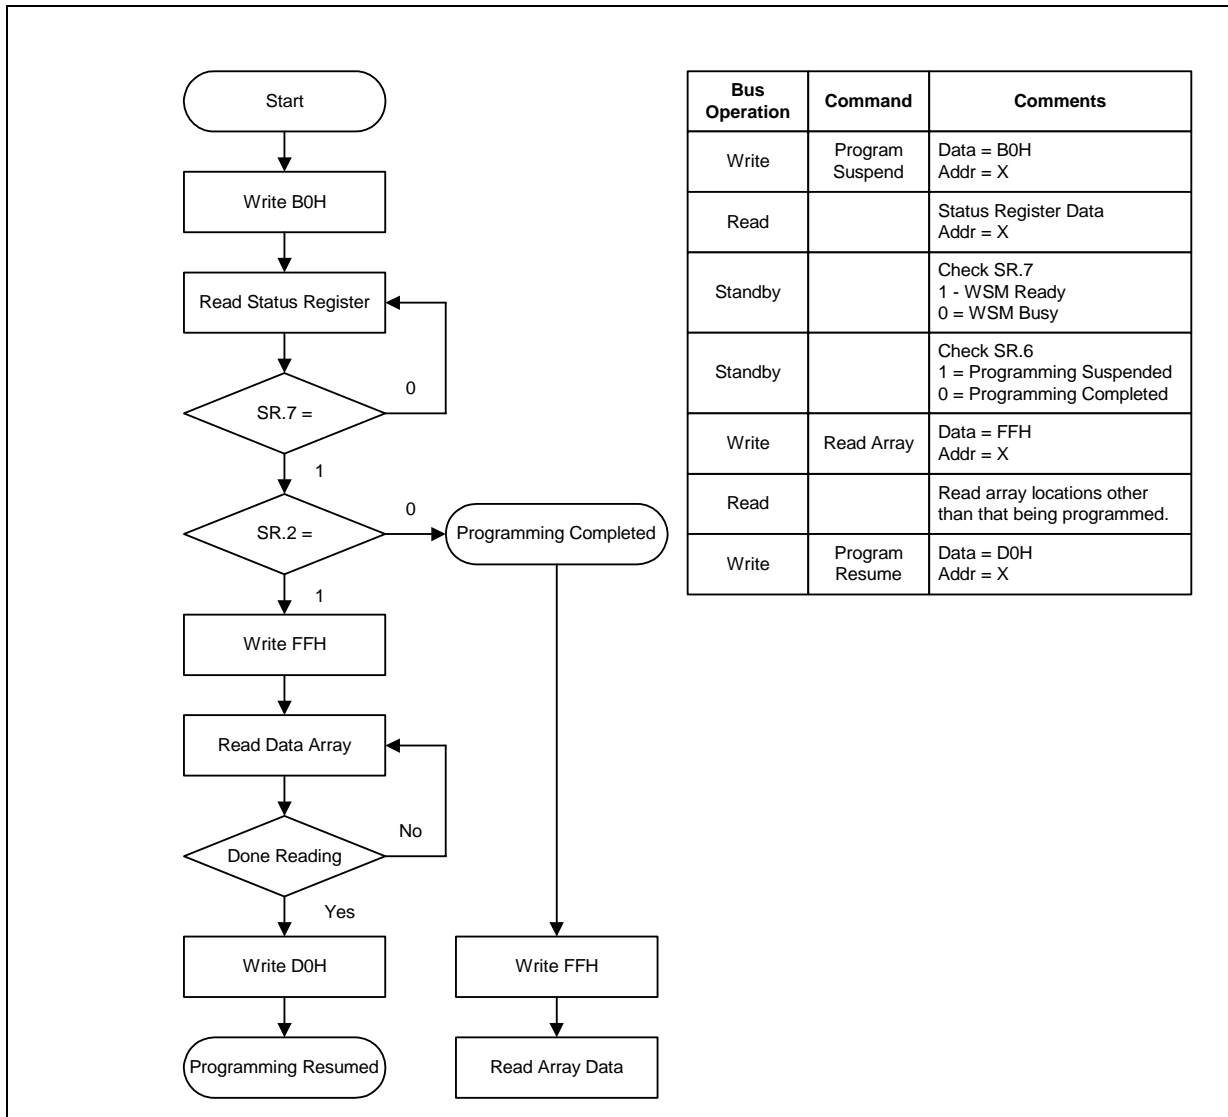 Start
Write B0H
Read Status Register
0
SR.7 =
1
0
SR.2 =
Programming Completed
1
Write FFH
Read Data Array
No
Done Reading
Yes
Write D0H
Write FFH
Programming Resumed
Read Array Data
Bus
Operation
Command
Comments
Write
Program
Suspend
Data = B0H
Addr = X
Read
Status Register Data
Addr = X
Standby
Check SR.7
1 - WSM Ready
0 = WSM Busy
Standby
Check SR.6
1 = Programming Suspended
0 = Programming Completed
Write
Read Array
Data = FFH
Addr = X
Read
Read array locations other
than that being programmed.
Write
Program
Resume
Data = D0H
Addr = X